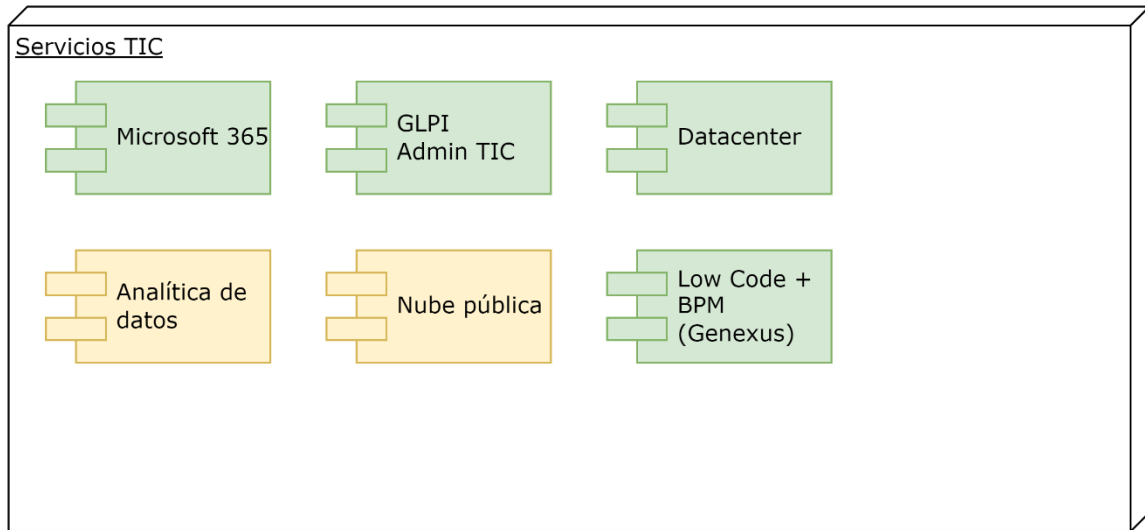 Servicios TIC
Microsoft 365
GLPI
Admin TIC
Datacenter
Analítica de
datos
Nube pública
Low Code +
BPM
(Genexus)